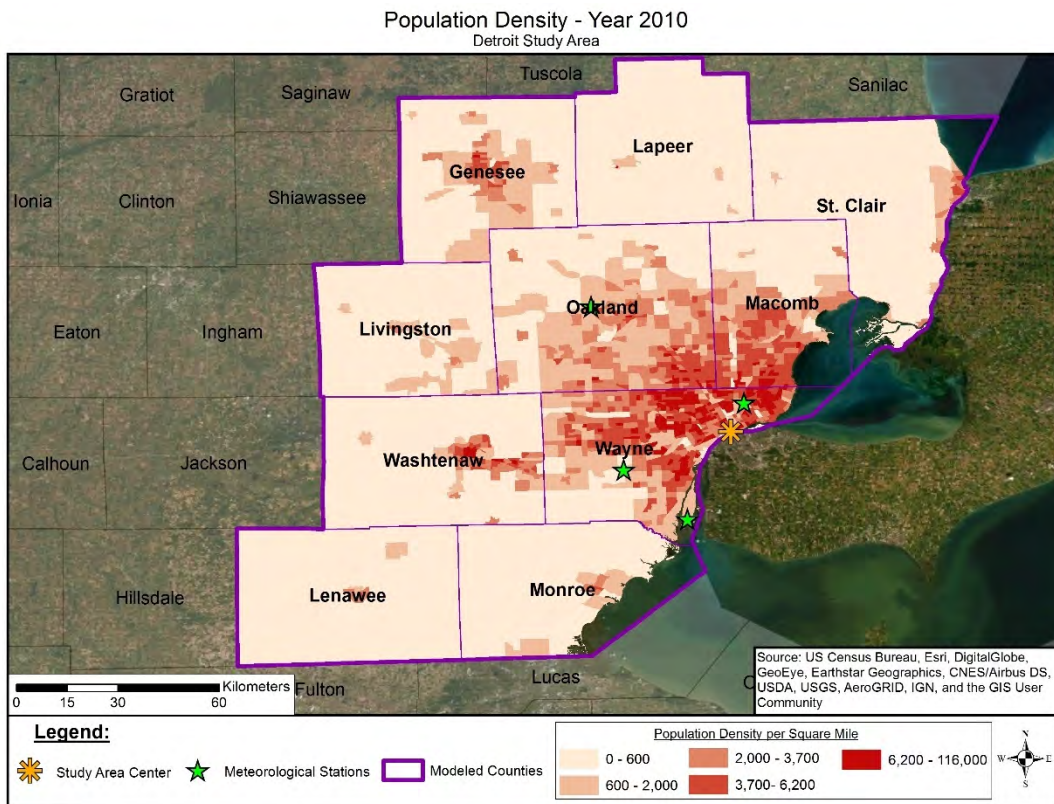 Population Density - Year 2010
Detroit Study Area
Tuscola
Gratiot
Saginaw
Sanilac
Lapeer
Genesee
Ionia
Clinton
Shiawassee
St. Clair
Oakland
Macomb
Livingston
Eaton
Ingham
Wayne
Washtenaw
Calhoun
Jackson
Hillsdale
Lenawee
Monroe
Lucas
Fulton
Kilometers
0 15 30 60
Source: US Census Bureau, Esri, DigitalGlobe,
GeoEye, Earthstar Geographics, CNES/Airbus DS,
USDA, USGS, AeroGRID, IGN, and the GIS User
Community
Legend:
Study Area Center
Meteorological Stations
Modeled Counties
Population Density per Square Mile
0 - 600
600 - 2,000
2,000 - 3,700
3,700- 6,200
6,200 - 116,000
N
W
E
S